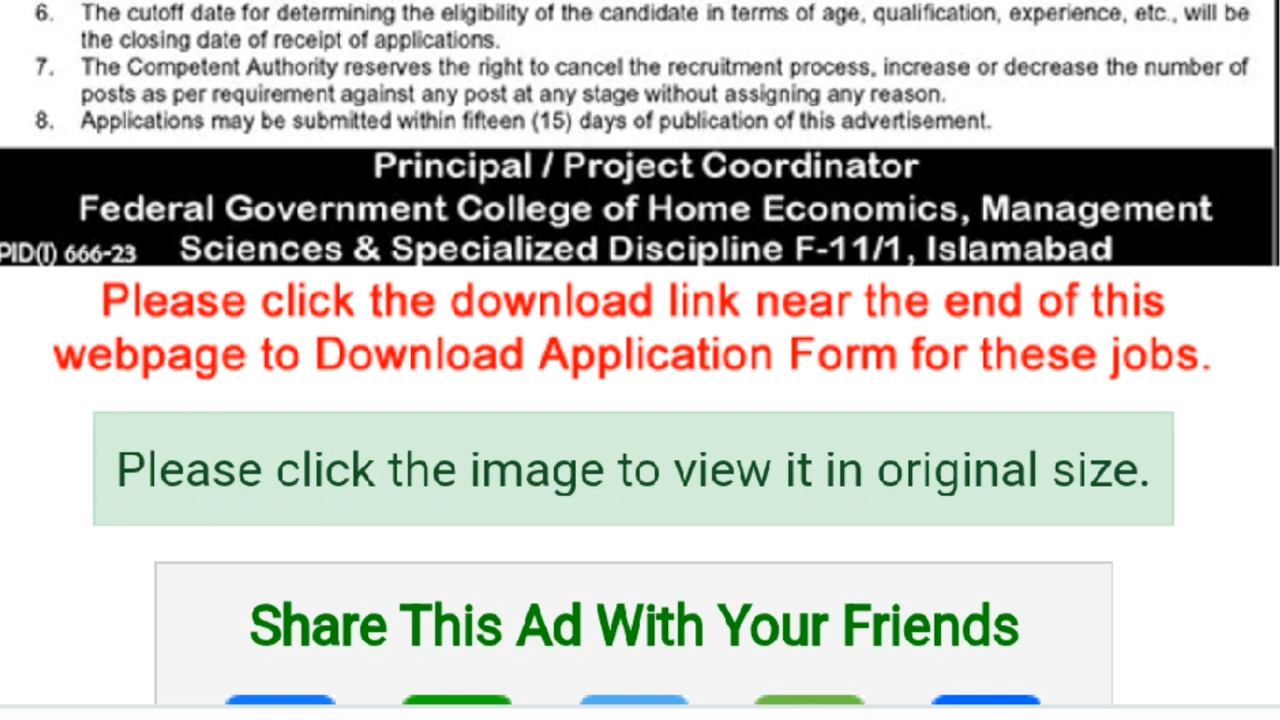 6. The cutoff date for determining the eligibility of the candidate in terms of age, qualification, experience, etc., will be
the closing date of receipt of applications.
7. The Competent Authority reserves the right to cancel the recruitment process, increase or decrease the number of
posts as per requirement against any post at any stage without assigning any reason.
8. Applications may be submitted within fifteen (15) days of publication of this advertisement.
Principal / Project Coordinator
Federal Government College of Home Economics, Management
PID(I) 666-23 Sciences & Specialized Discipline F-11/1, Islamabad
Please click the download link near the end of this
webpage to Download Application Form for these jobs.
Please click the image to view it in original size.
Share This Ad With Your Friends